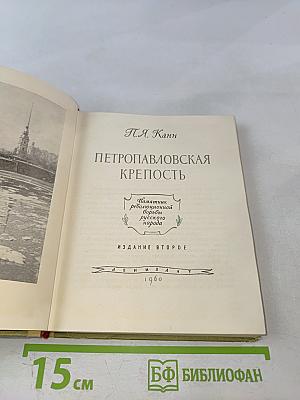 П.Я. Канн
ПЕТРОПАВЛОВСКАЯ
КРЕПОСТЬ
Памятник
революционной
борьбы
русского
народа
ИЗДАНИЕ ВТОРОЕ
ЛЕНИЗДАТ
1960
15 см
БФ БИБЛИОФАН